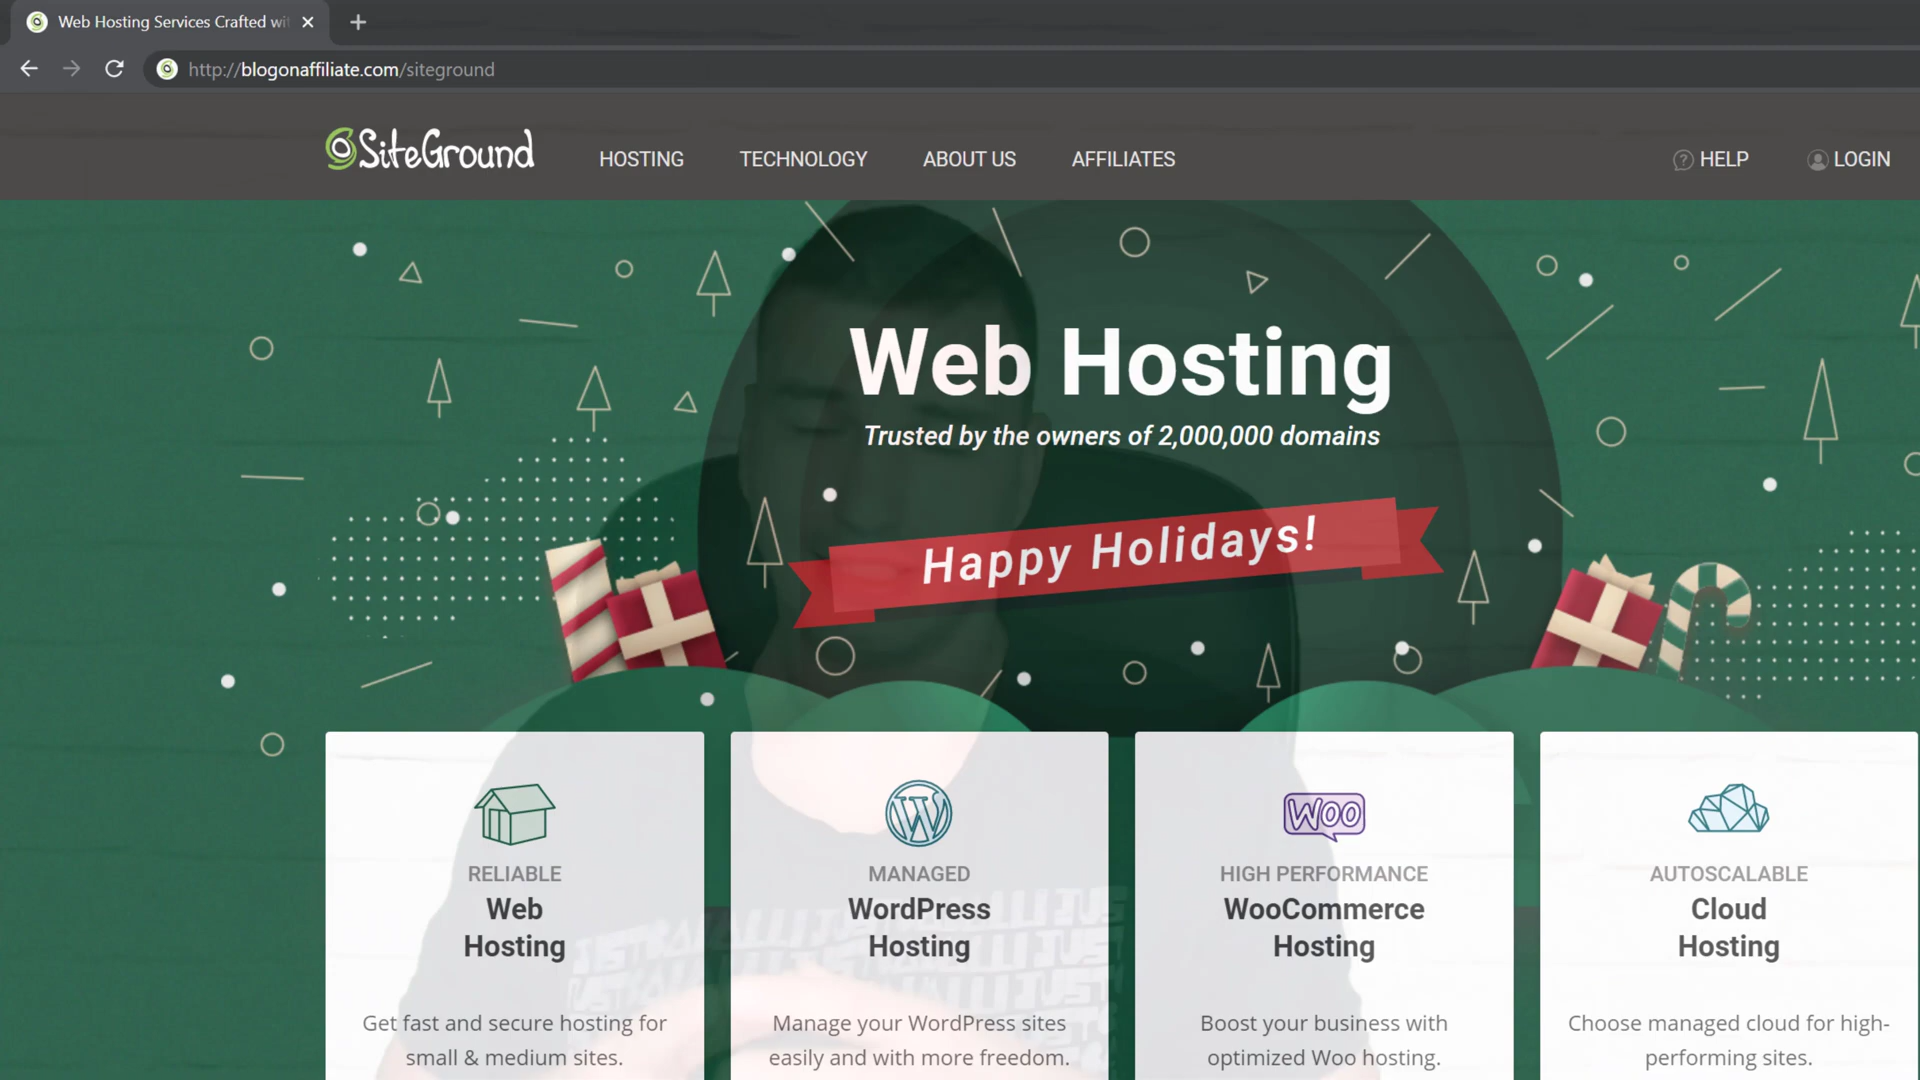 Web Hosting Services Crafted wi
http://blogonaffiliate.com/siteground
SiteGround
HOSTING
TECHNOLOGY
ABOUT US
AFFILIATES
HELP
LOGIN
Web Hosting
Trusted by the owners of 2,000,000 domains
Happy Holidays!
RELIABLE
Web
Hosting
Get fast and secure hosting for
small & medium sites.
MANAGED
WordPress
Hosting
Manage your WordPress sites
easily and with more freedom.
WOO
HIGH PERFORMANCE
WooCommerce
Hosting
Boost your business with
optimized Woo hosting.
AUTOSCALABLE
Cloud
Hosting
Choose managed cloud for high-
performing sites.